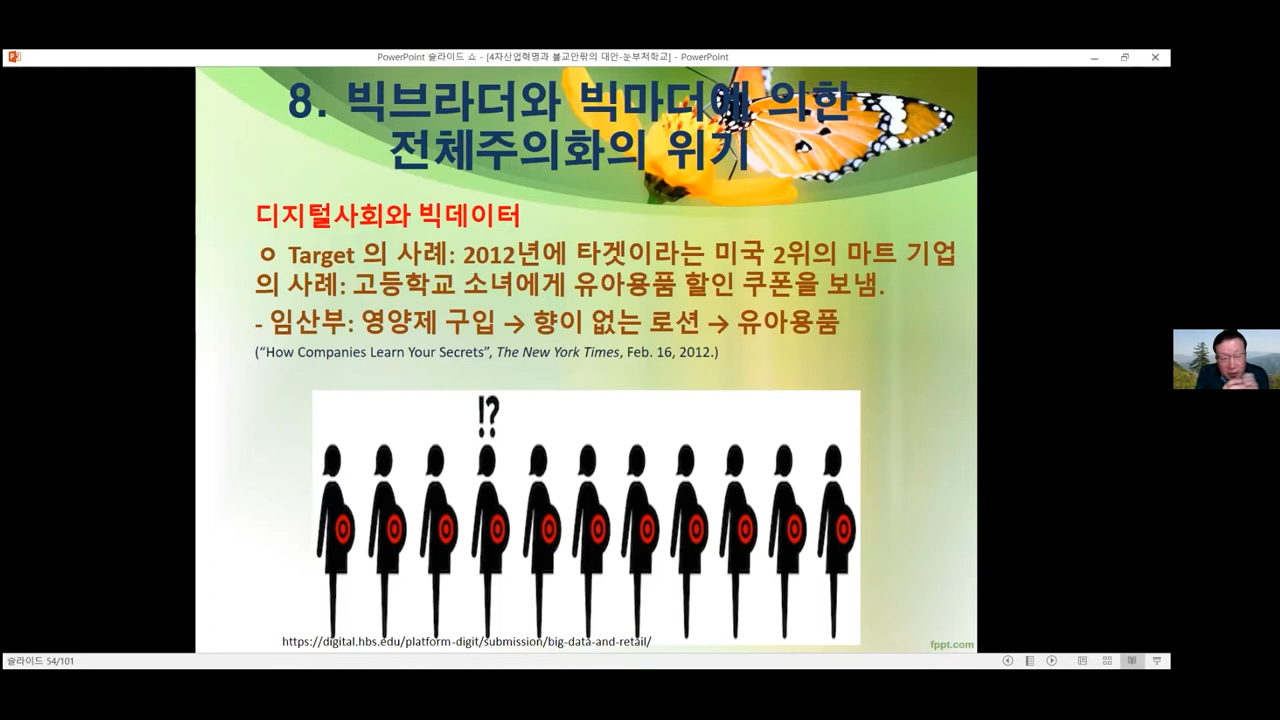 PowerPoint 슬라이드 쇼 - [4차산업혁명과 불교안팎의 대안-눈부처학교] - PowerPoint
8. 빅브라더와 빅마더에 의한
전체주의화의 위기
디지털사회와 빅데이터
ㅇ Target 의 사례: 2012년에 타겟이라는 미국 2위의 마트 기업
의 사례: 고등학교 소녀에게 유아용품 할인 쿠폰을 보냄.
- 임산부: 영양제 구입 → 향이 없는 로션 → 유아용품
(“How Companies Learn Your Secrets”, The New York Times, Feb. 16, 2012.)
!?
https://digital.hbs.edu/platform-digit/submission/big-data-and-retail/
fppt.com
슬라이드 54/101